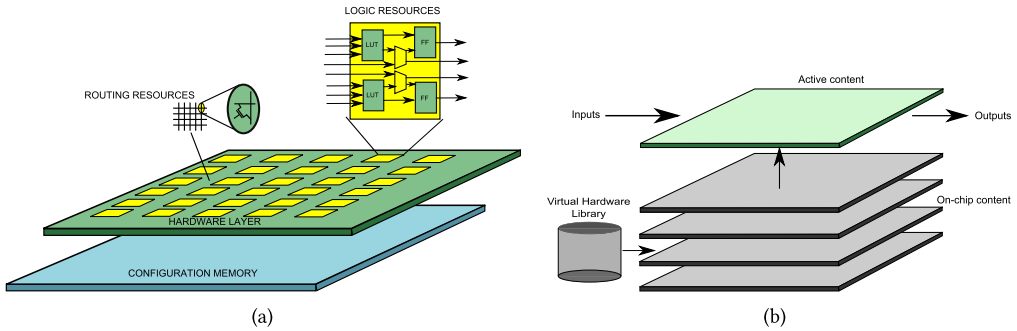 LOGIC RESOURCES
LUT
FF
LUT
FF
ROUTING RESOURCES
HARDWARE LAYER
CONFIGURATION MEMORY
(a)
Active content
Inputs
Outputs
Virtual Hardware
Library
On-chip content
(b)